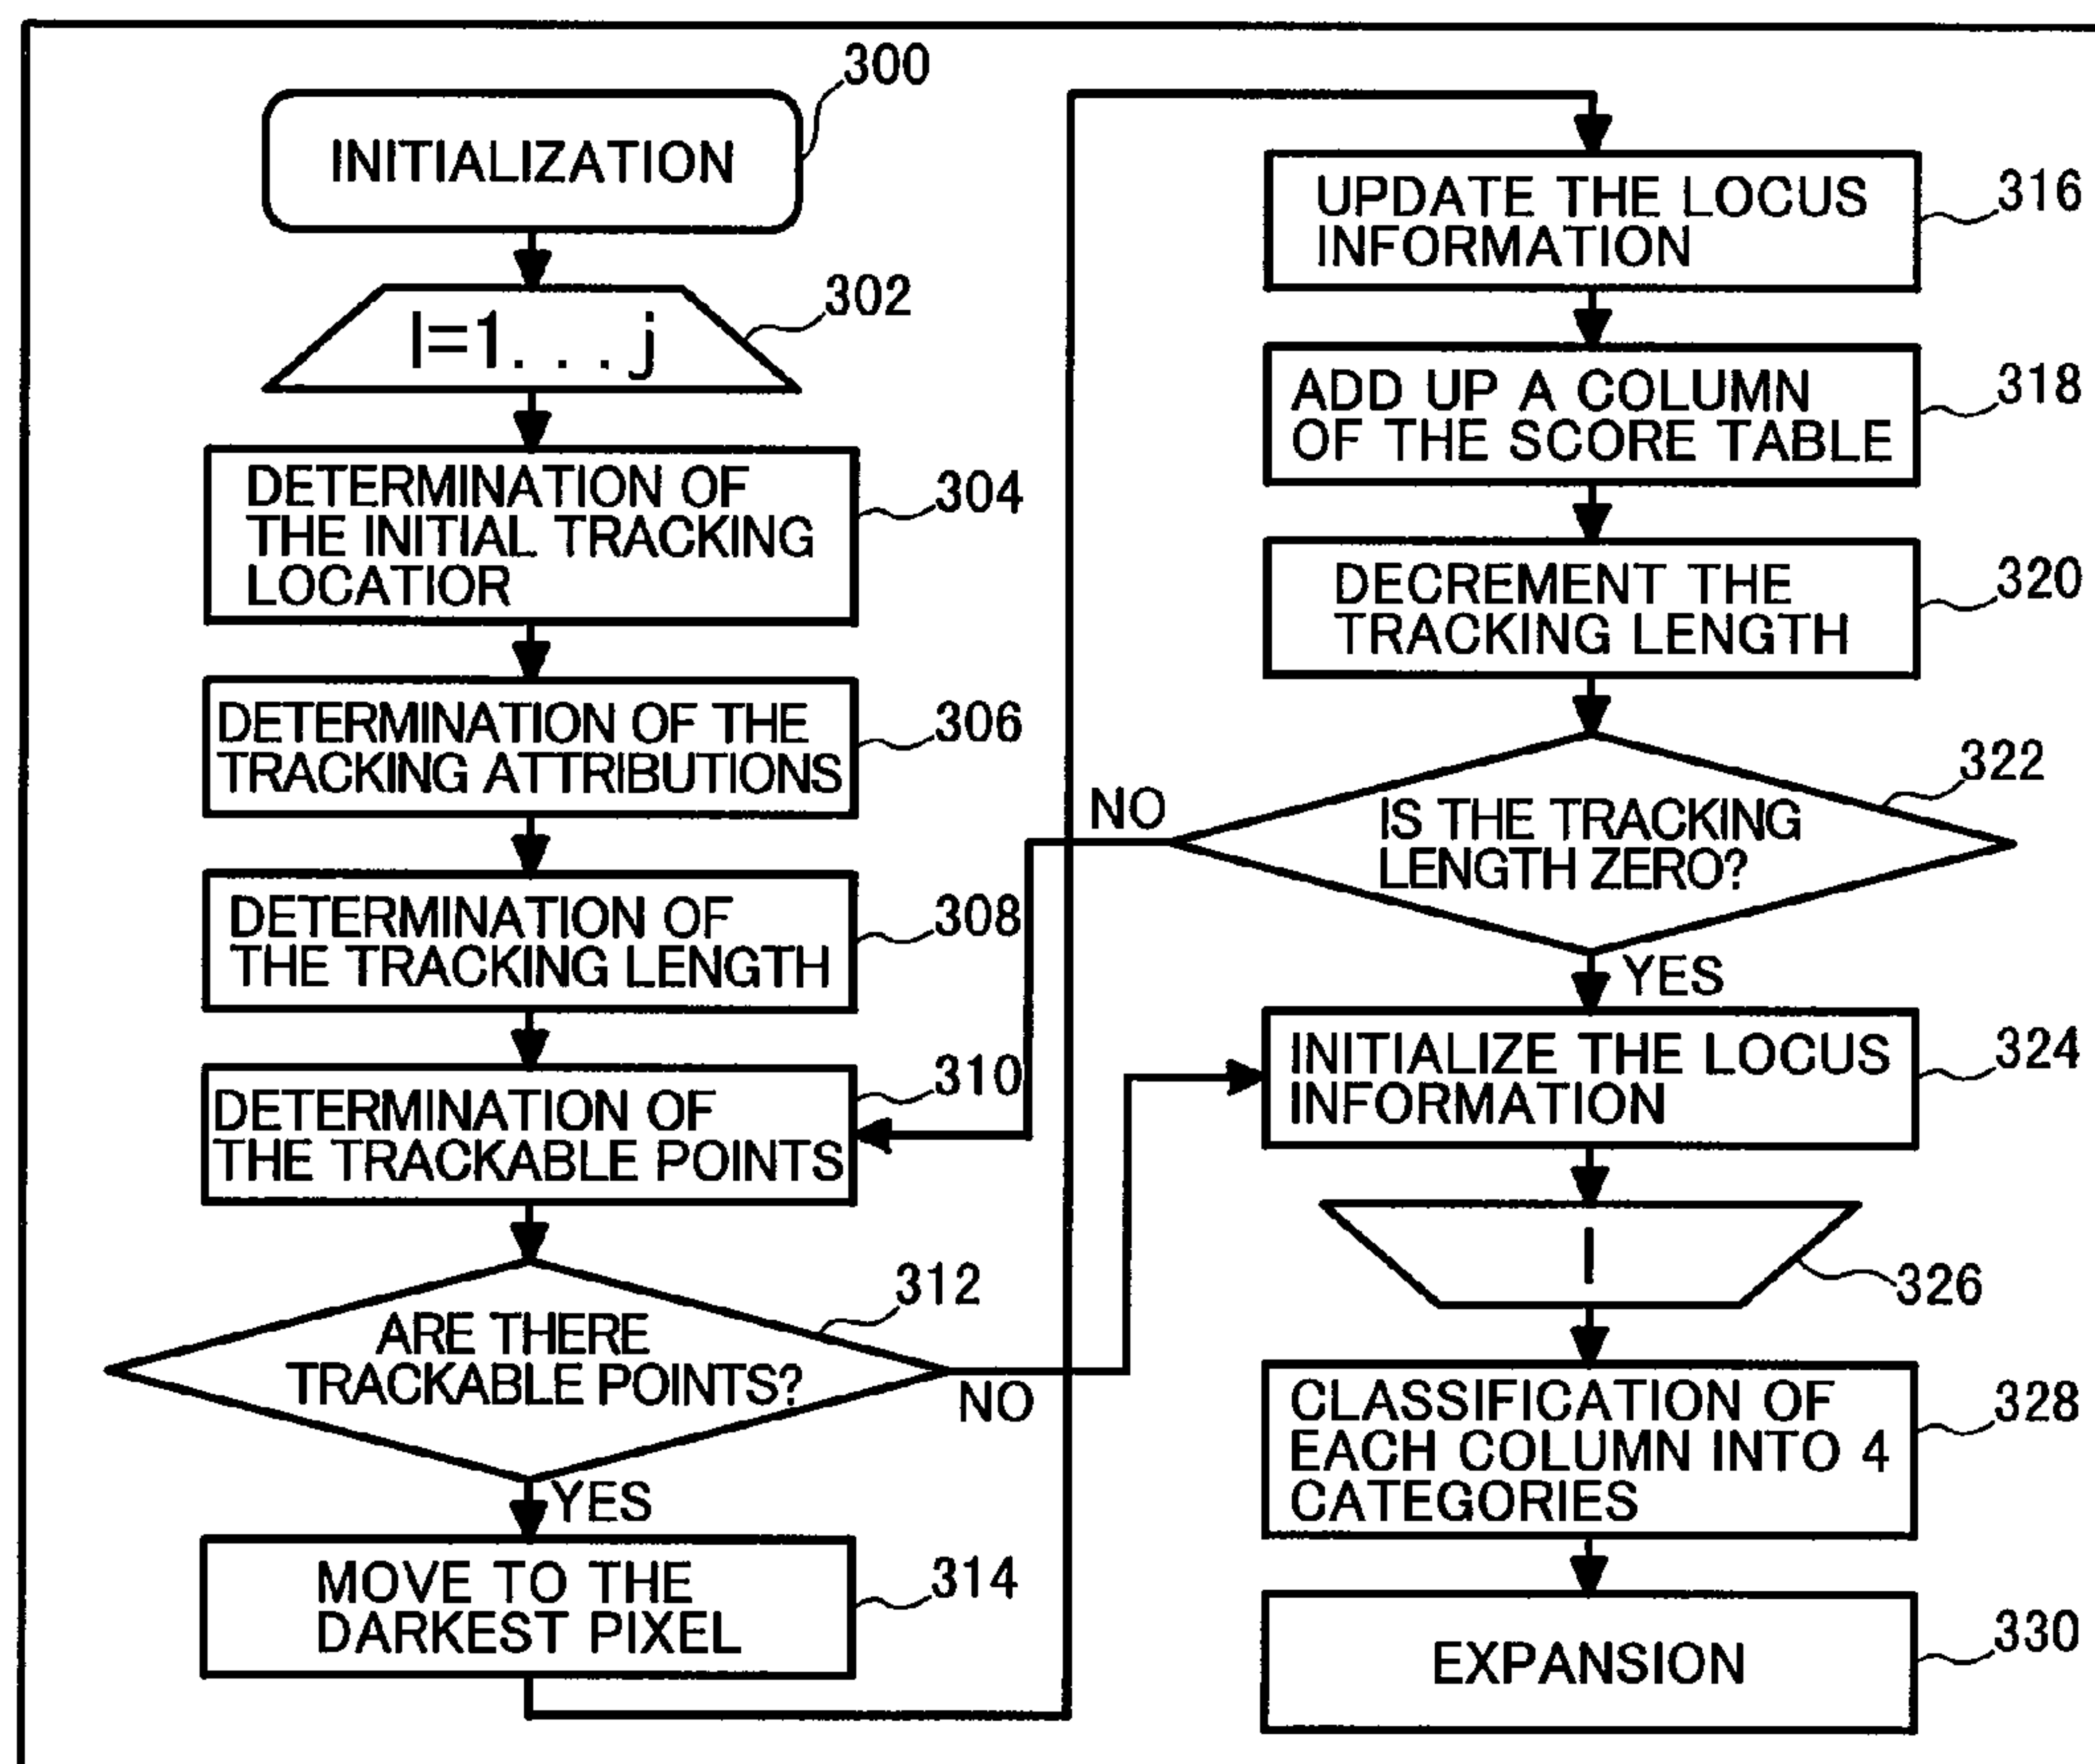 300
INITIALIZATION
302
I=1...j
304
DETERMINATION OF
THE INITIAL TRACKING
LOCATIOR
306
DETERMINATION OF THE
TRACKING ATTRIBUTIONS
308
DETERMINATION OF
THE TRACKING LENGTH
310
DETERMINATION OF
THE TRACKABLE POINTS
312
ARE THERE
TRACKABLE POINTS?
NO
YES
314
MOVE TO THE
DARKEST PIXEL
316
UPDATE THE LOCUS
INFORMATION
318
ADD UP A COLUMN
OF THE SCORE TABLE
320
DECREMENT THE
TRACKING LENGTH
322
NO
IS THE TRACKING
LENGTH ZERO?
YES
324
INITIALIZE THE LOCUS
INFORMATION
I
326
328
CLASSIFICATION OF
EACH COLUMN INTO 4
CATEGORIES
330
EXPANSION